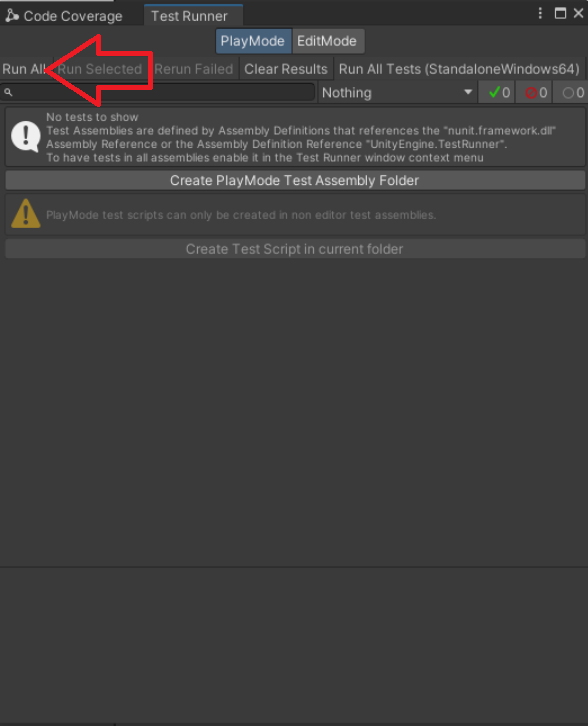 Code Coverage Test Runner
PlayMode EditMode
Run All Run Selected Rerun Failed Clear Results Run All Tests (StandaloneWindows64)
Nothing 0 0 0
No tests to show
Test Assemblies are defined by Assembly Definitions that references the "nunit.framework.dll"
Assembly Reference or the Assembly Definition Reference "UnityEngine.TestRunner".
To have tests in all assemblies enable it in the Test Runner window context menu
Create PlayMode Test Assembly Folder
PlayMode test scripts can only be created in non editor test assemblies.
Create Test Script in current folder